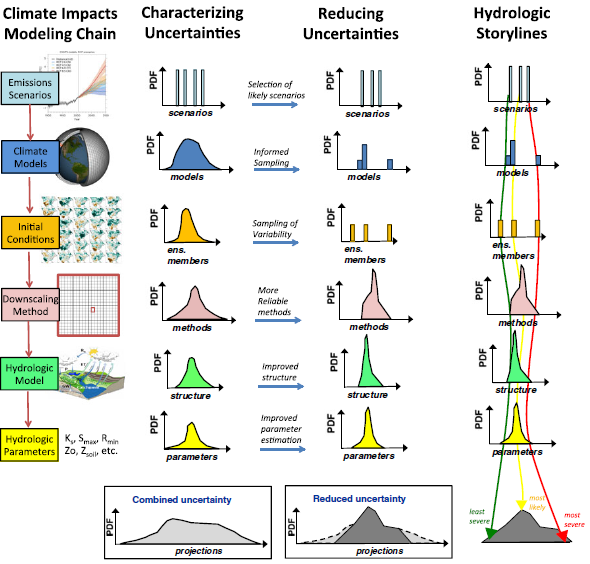 Climate Impacts
Modeling Chain
Characterizing
Uncertainties
Reducing
Uncertainties
Hydrologic
Storylines
Emissions
Scenarios
PDF
scenarios
Selection of
likely scenarios
PDF
scenarios
PDF
scenarios
Climate
Models
PDF
models
Informed
Sampling
PDF
models
PDF
models
Initial
Conditions
PDF
ens.
members
Sampling of
Variability
PDF
ens.
members
PDF
ens.
members
Downscaling
Method
PDF
methods
More
Reliable
methods
PDF
methods
PDF
methods
Hydrologic
Model
PDF
structure
Improved
structure
PDF
structure
PDF
structure
Hydrologic
Parameters
Ks, Smax, Rmin
Zo, Zsoil, etc.
PDF
parameters
Improved
parameter
estimation
PDF
parameters
PDF
parameters
Combined uncertainty
PDF
projections
Reduced uncertainty
PDF
projections
least
severe
most
likely
most
severe